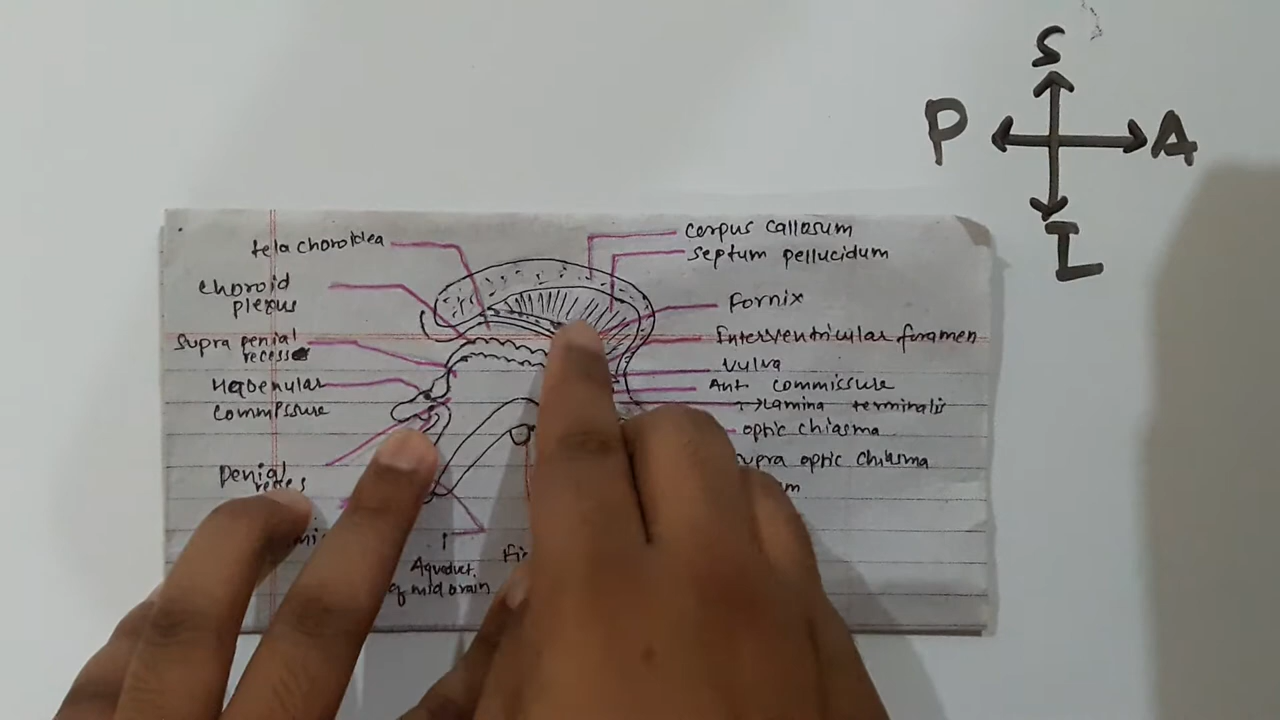 S
P
A
I
tela choroidea
corpus callosum
septum pellucidum
choroid
plexus
Fornix
Supra penial
recess
Interventricular foramen
Vulva
Habenular
commissure
Ant. commissure
Lamina terminalis
optic chiasma
supra optic chiasma
Penial
reces
Aqueduct
of mid brain